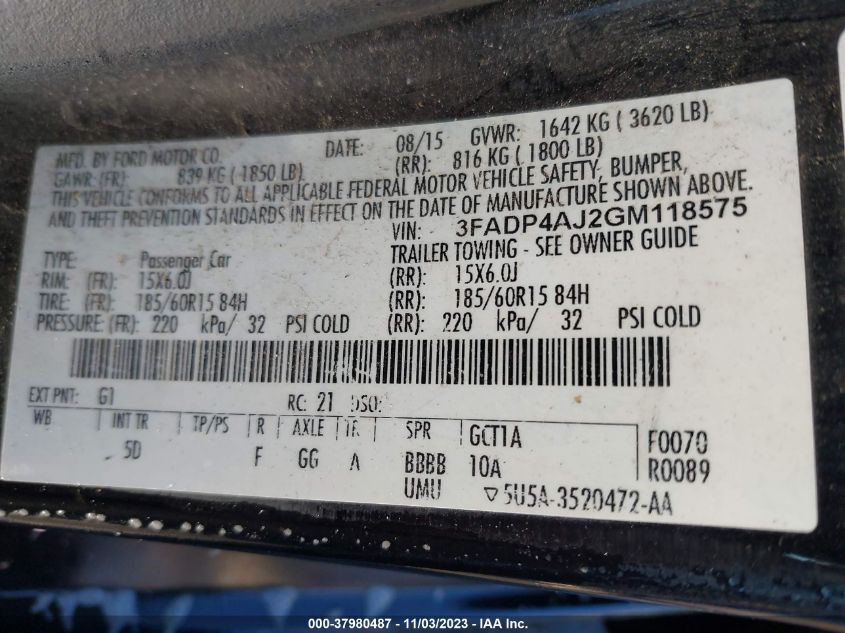 MFD. BY FORD MOTOR CO. DATE: 08/15 GVWR: 1642 KG ( 3620 LB)
GAWR: (FR): 839 KG ( 1850 LB) (RR): 816 KG ( 1800 LB)
THIS VEHICLE CONFORMS TO ALL APPLICABLE FEDERAL MOTOR VEHICLE SAFETY, BUMPER,
AND THEFT PREVENTION STANDARDS IN EFFECT ON THE DATE OF MANUFACTURE SHOWN ABOVE.
VIN: 3FADP4AJ2GM118575
TRAILER TOWING - SEE OWNER GUIDE
TYPE: Passenger Car
RIM: (FR): 15X6.0J (RR): 15X6.0J
TIRE: (FR): 185/60R15 84H (RR): 185/60R15 84H
PRESSURE: (FR): 220 kPa/ 32 PSI COLD (RR): 220 kPa/ 32 PSI COLD
EXT PNT: G1 RC: 21 DSO:
WB INT TR TP/PS R AXLE TR SPR GCT1A F0070
5D F GG A BBBB 10A R0089
UMU ▽5U5A-3520472-AA
000-37980487 - 11/03/2023 - IAA Inc.